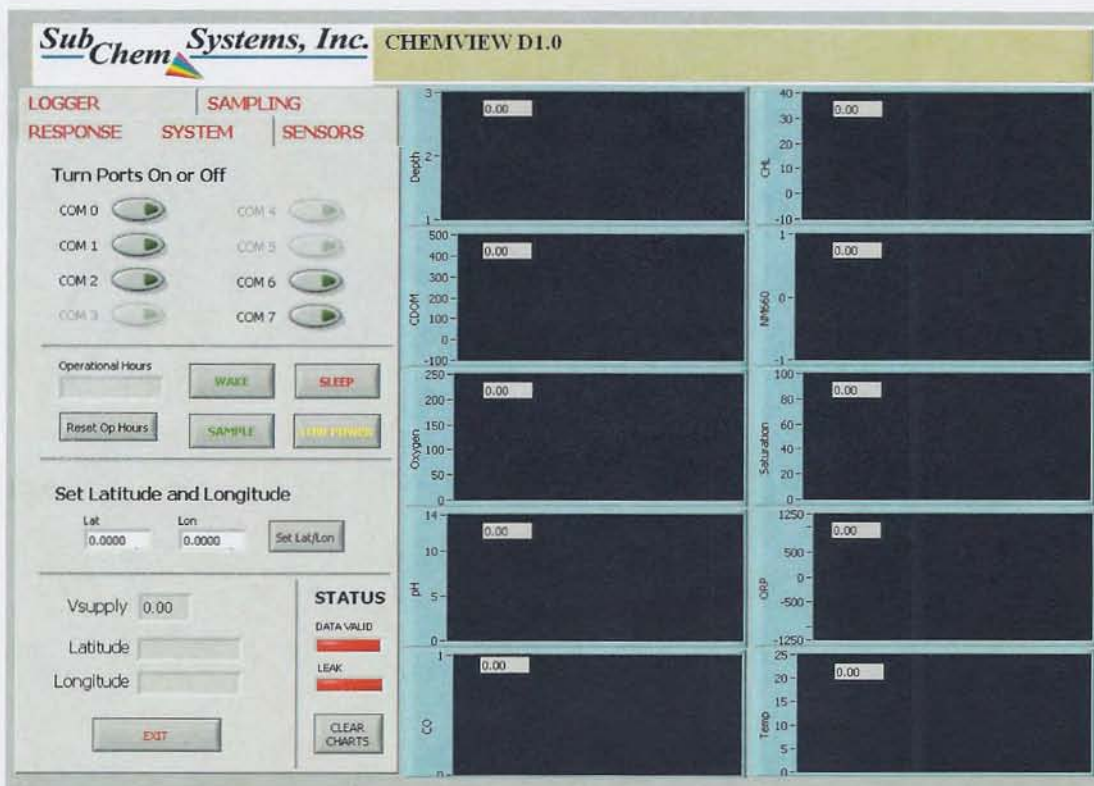 SubChem Systems, Inc. CHEMVIEW D1.0
LOGGER SAMPLING
RESPONSE SYSTEM SENSORS
Turn Ports On or Off
COM 0 COM 4
COM 1 COM 5
COM 2 COM 6
COM 3 COM 7
Operational Hours
WAKE SLEEP
Reset Op Hours SAMPLE LOW POWER
Set Latitude and Longitude
Lat Lon
0.0000 0.0000 Set Lat/Lon
Vsupply 0.00
Latitude
Longitude
EXIT
STATUS
DATA VALID
LEAK
CLEAR
CHARTS
Depth
3
2
1
0.00
CHL
40
30
20
10
0
-10
0.00
CDOM
500
400
300
200
100
0
-100
0.00
NM660
1
0
-1
0.00
Oxygen
250
200
150
100
50
0
0.00
Saturation
100
80
60
40
20
0
0.00
pH
14
10
5
0
0.00
ORP
1250
500
0
-500
-1250
0.00
CO
1
0
0.00
Temp
25
20
15
10
5
0
0.00